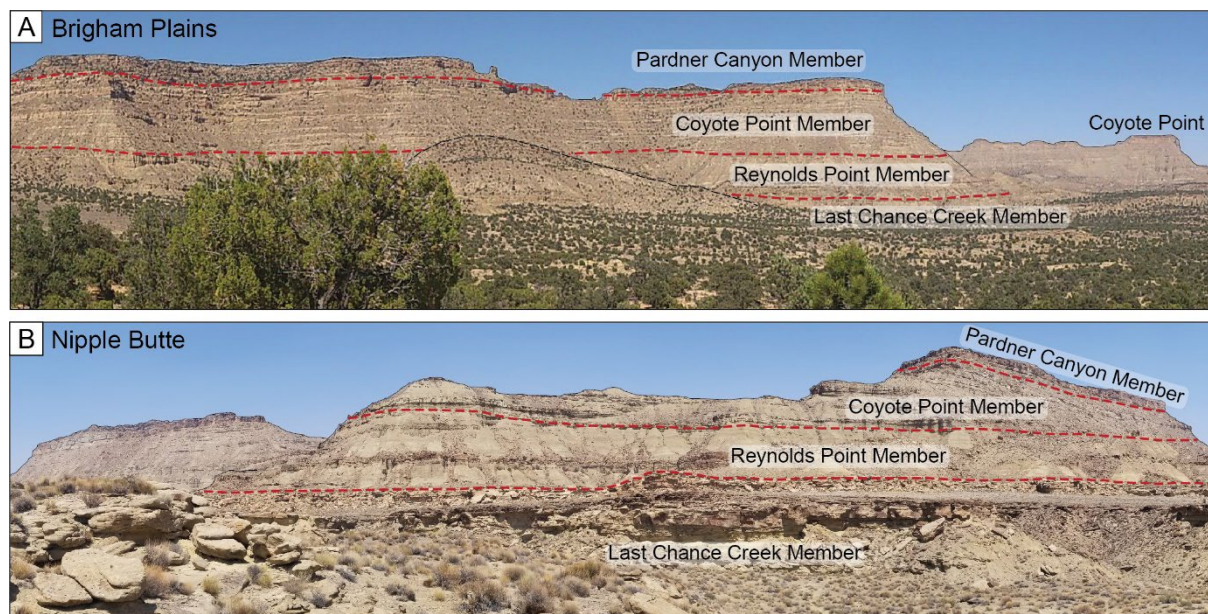 A
Brigham Plains
Pardner Canyon Member
Coyote Point Member
Coyote Point
Reynolds Point Member
Last Chance Creek Member
B
Nipple Butte
Pardner Canyon Member
Coyote Point Member
Reynolds Point Member
Last Chance Creek Member